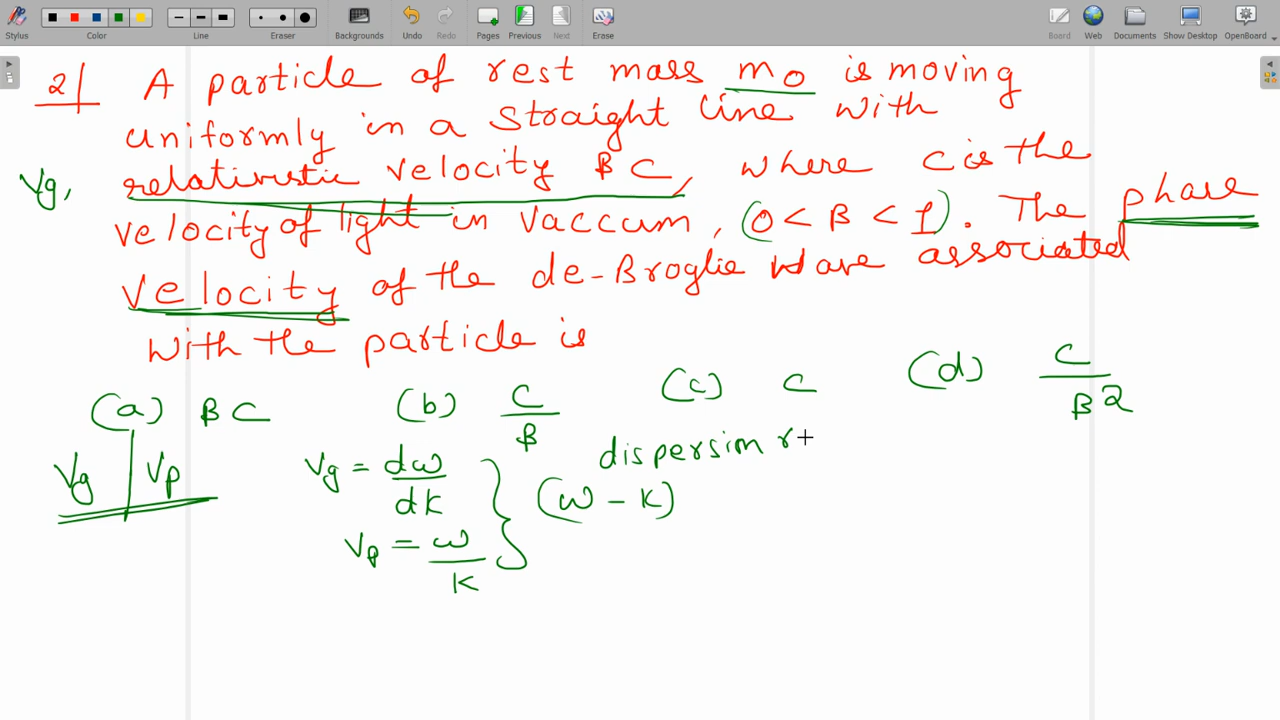 Stylus Color Line Eraser Backgrounds Undo Redo Pages Previous Next Erase Board Web Documents Show Desktop OpenBoard
2| A particle of rest mass m0 is moving
uniformly in a straight line with
Vg, relativistic velocity βC, where c is the
velocity of light in vaccum, (0 < β < 1). The phase
velocity of the de-Broglie wave associated
with the particle is
(a) βC (b) C/β (c) C (d) C/β2
Vg | Vp Vg = dω/dk } (ω - k) dispersion r
Vp = ω/k